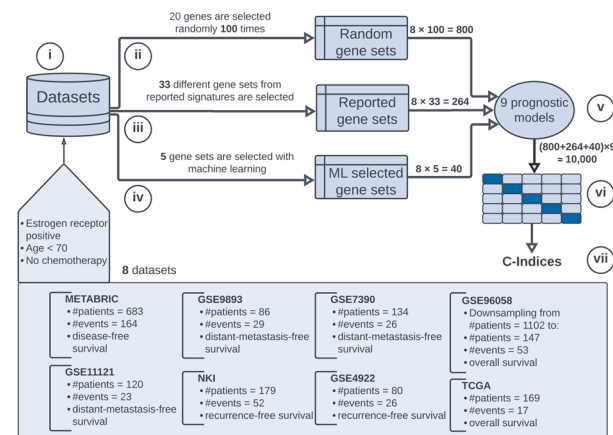 20 genes are selected
randomly 100 times
Random
gene sets
8 × 100 = 800
i
ii
Datasets
33 different gene sets from
reported signatures are selected
Reported
gene sets
8 × 33 = 264
9 prognostic
models
v
iii
5 gene sets are selected with
machine learning
ML selected
gene sets
8 × 5 = 40
(800+264+40)×9
≈ 10,000
iv
vi
• Estrogen receptor
positive
• Age < 70
• No chemotherapy
C-Indices
vii
8 datasets
METABRIC
• #patients = 683
• #events = 164
• disease-free
survival
GSE9893
• #patients = 86
• #events = 29
• distant-metastasis-free
survival
GSE7390
• #patients = 134
• #events = 26
• distant-metastasis-free
survival
GSE96058
• Downsampling from
#patients = 1102 to:
• #patients = 147
• #events = 53
• overall survival
GSE11121
• #patients = 120
• #events = 23
• distant-metastasis-free
survival
NKI
• #patients = 179
• #events = 52
• recurrence-free survival
GSE4922
• #patients = 80
• #events = 26
• recurrence-free survival
TCGA
• #patients = 169
• #events = 17
• overall survival